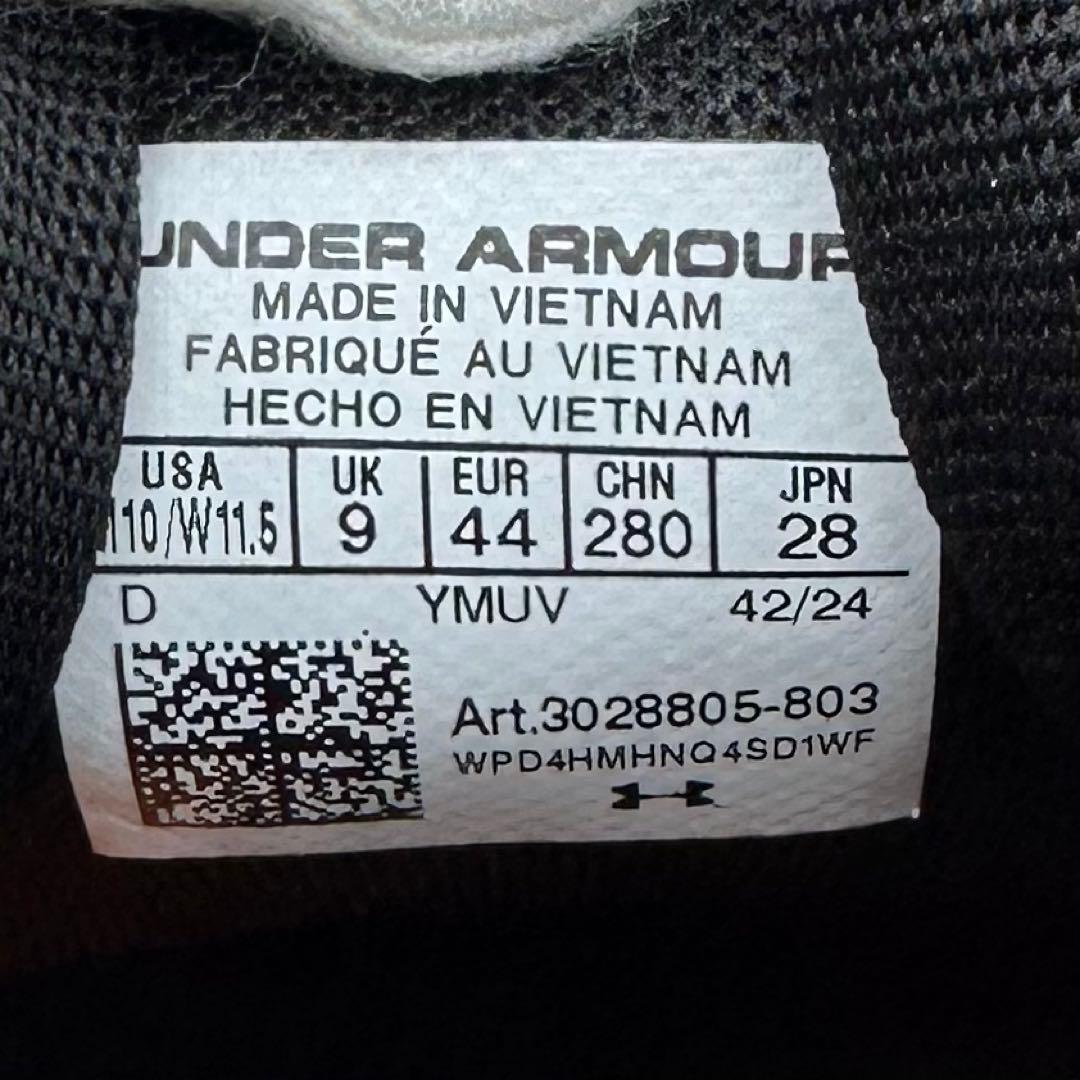 UNDER ARMOUR
MADE IN VIETNAM
FABRIQUÉ AU VIETNAM
HECHO EN VIETNAM
USA UK EUR CHN JPN
M10/W11.5 9 44 280 28
D YMUV 42/24
Art.3028805-803
WPD4HMHNQ4SD1WF